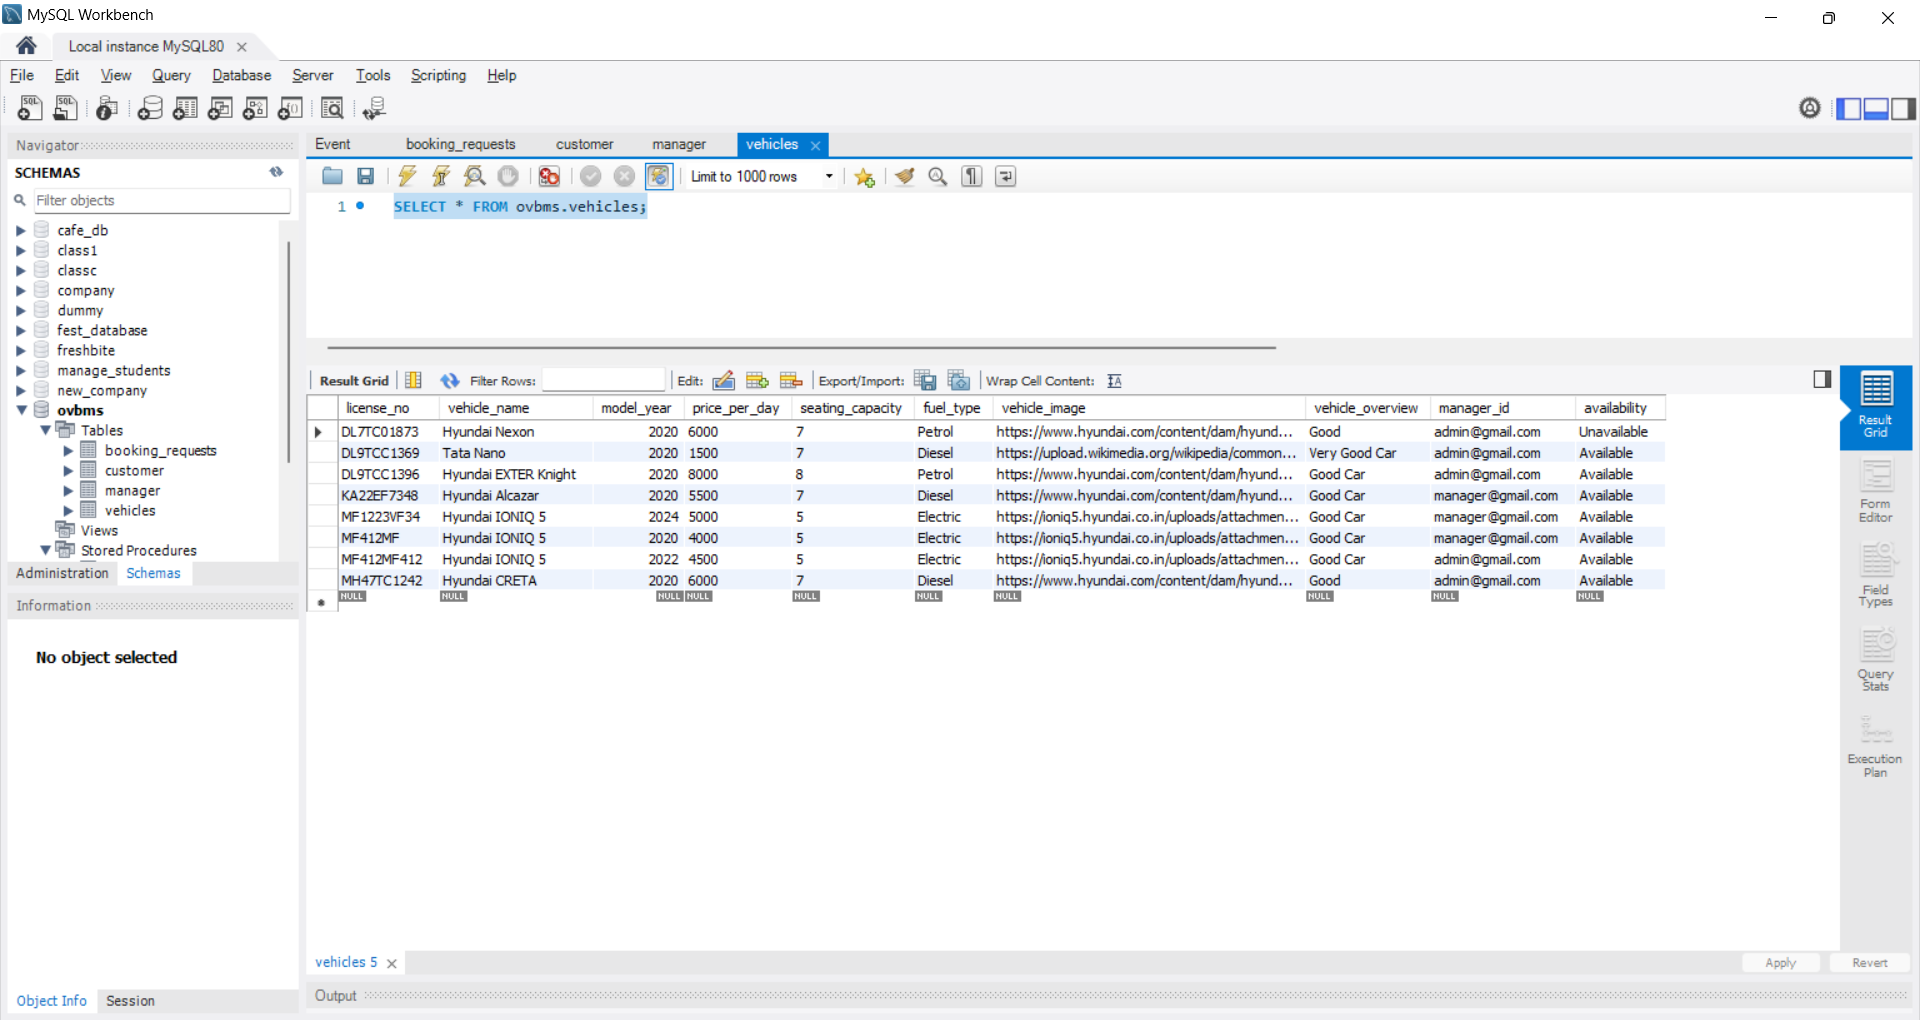 MySQL Workbench
Local instance MySQL80
File Edit View Query Database Server Tools Scripting Help
Navigator
SCHEMAS
Filter objects
cafe_db
class1
classc
company
dummy
fest_database
freshbite
manage_students
new_company
ovbms
Tables
booking_requests
customer
manager
vehicles
Views
Stored Procedures
Administration Schemas
Information
No object selected
Object Info Session
Event booking_requests customer manager vehicles
Limit to 1000 rows
1 SELECT * FROM ovbms.vehicles;
Result Grid Filter Rows: Edit: Export/Import: Wrap Cell Content:
license_no vehicle_name model_year price_per_day seating_capacity fuel_type vehicle_image vehicle_overview manager_id availability
DL7TC01873 Hyundai Nexon 2020 6000 7 Petrol https://www.hyundai.com/content/dam/hyund... Good admin@gmail.com Unavailable
DL9TCC1369 Tata Nano 2020 1500 7 Diesel https://upload.wikimedia.org/wikipedia/common... Very Good Car admin@gmail.com Available
DL9TCC1396 Hyundai EXTER Knight 2020 8000 8 Petrol https://www.hyundai.com/content/dam/hyund... Good Car admin@gmail.com Available
KA22EF7348 Hyundai Alcazar 2020 5500 7 Diesel https://www.hyundai.com/content/dam/hyund... Good Car manager@gmail.com Available
MF1223VF34 Hyundai IONIQ 5 2024 5000 5 Electric https://ioniq5.hyundai.co.in/uploads/attachmen... Good Car manager@gmail.com Available
MF412MF Hyundai IONIQ 5 2020 4000 5 Electric https://ioniq5.hyundai.co.in/uploads/attachmen... Good Car manager@gmail.com Available
MF412MF412 Hyundai IONIQ 5 2022 4500 5 Electric https://ioniq5.hyundai.co.in/uploads/attachmen... Good Car admin@gmail.com Available
MH47TC1242 Hyundai CRETA 2020 6000 7 Diesel https://www.hyundai.com/content/dam/hyund... Good admin@gmail.com Available
NULL NULL NULL NULL NULL NULL NULL NULL NULL NULL
Result
Grid
Form
Editor
Field
Types
Query
Stats
Execution
Plan
vehicles 5
Apply Revert
Output